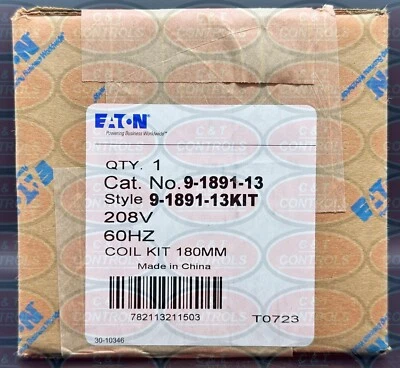 EATON
Powering Business Worldwide
QTY. 1
Cat. No. 9-1891-13
Style 9-1891-13KIT
208V
60HZ
COIL KIT 180MM
Made in China
782113211503
T0723
30-10346